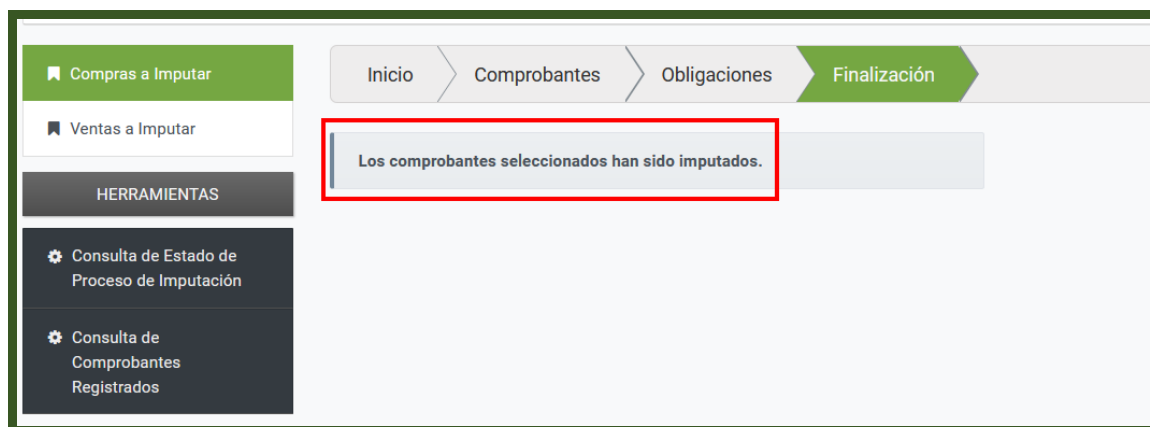 Compras a Imputar
Ventas a Imputar
HERRAMIENTAS
Consulta de Estado de
Proceso de Imputación
Consulta de
Comprobantes
Registrados
Inicio
Comprobantes
Obligaciones
Finalización
Los comprobantes seleccionados han sido imputados.